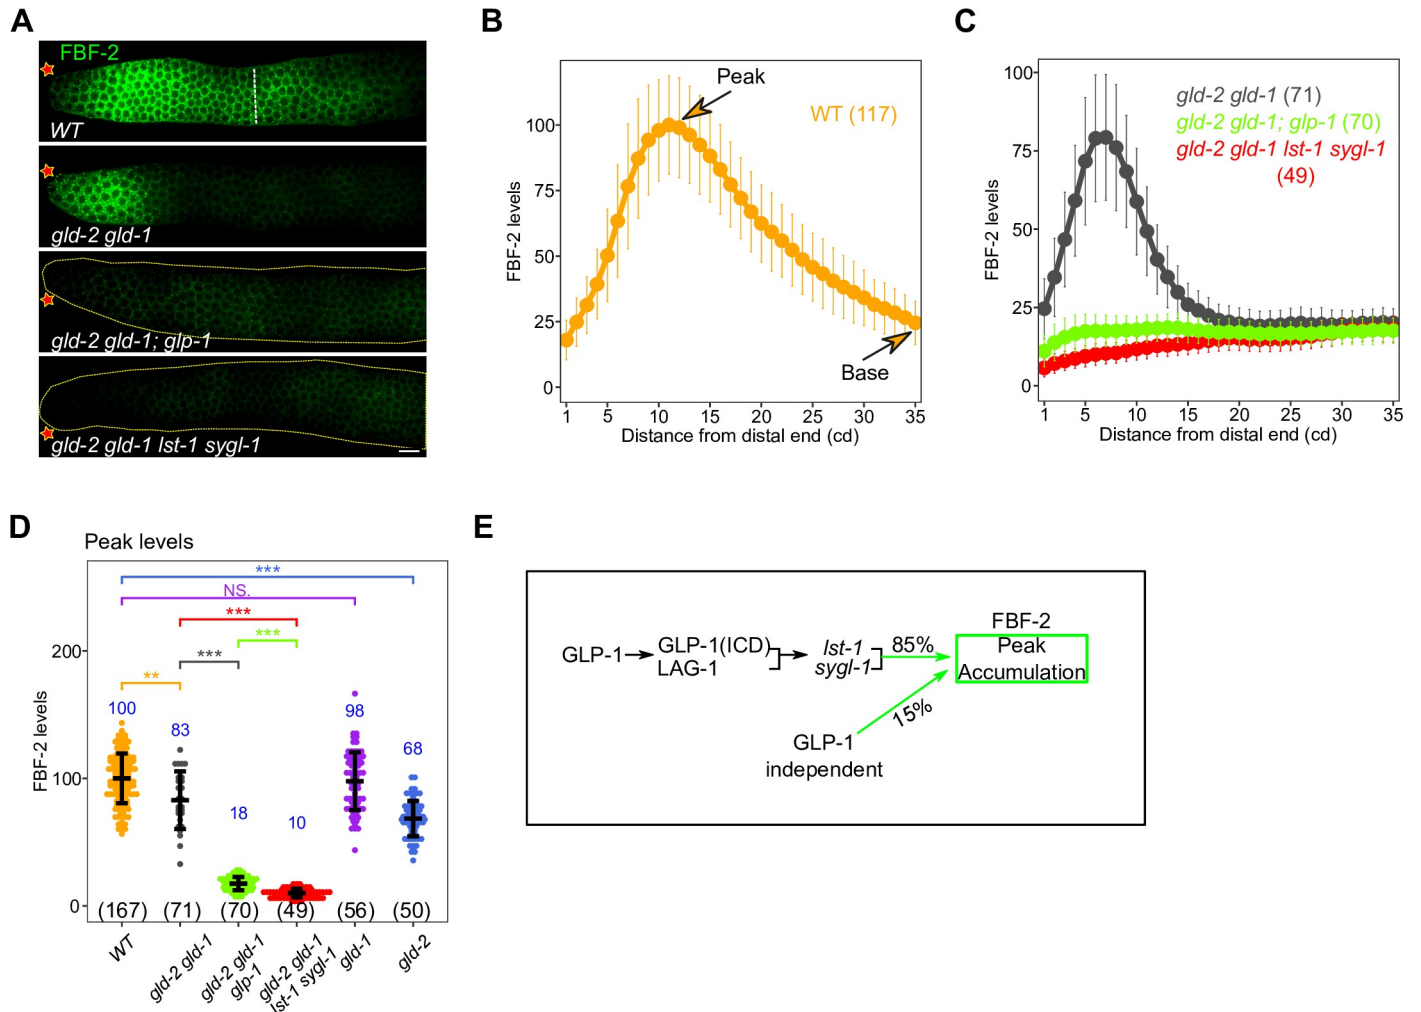 A
FBF-2
WT
gld-2 gld-1
gld-2 gld-1; glp-1
gld-2 gld-1 lst-1 sygl-1
B
Peak
WT (117)
Base
FBF-2 levels
100
75
50
25
0
1 5 10 15 20 25 30 35
Distance from distal end (cd)
C
gld-2 gld-1 (71)
gld-2 gld-1; glp-1 (70)
gld-2 gld-1 lst-1 sygl-1
(49)
FBF-2 levels
100
75
50
25
0
1 5 10 15 20 25 30 35
Distance from distal end (cd)
D
Peak levels
***
NS.
***
***
***
**
100
83
18
10
98
68
FBF-2 levels
200
100
0
(167) (71) (70) (49) (56) (50)
WT
gld-2 gld-1
gld-2 gld-1
glp-1
gld-2 gld-1
lst-1 sygl-1
gld-1
gld-2
E
GLP-1
GLP-1(ICD)
LAG-1
lst-1
sygl-1
85%
FBF-2
Peak
Accumulation
15%
GLP-1
independent